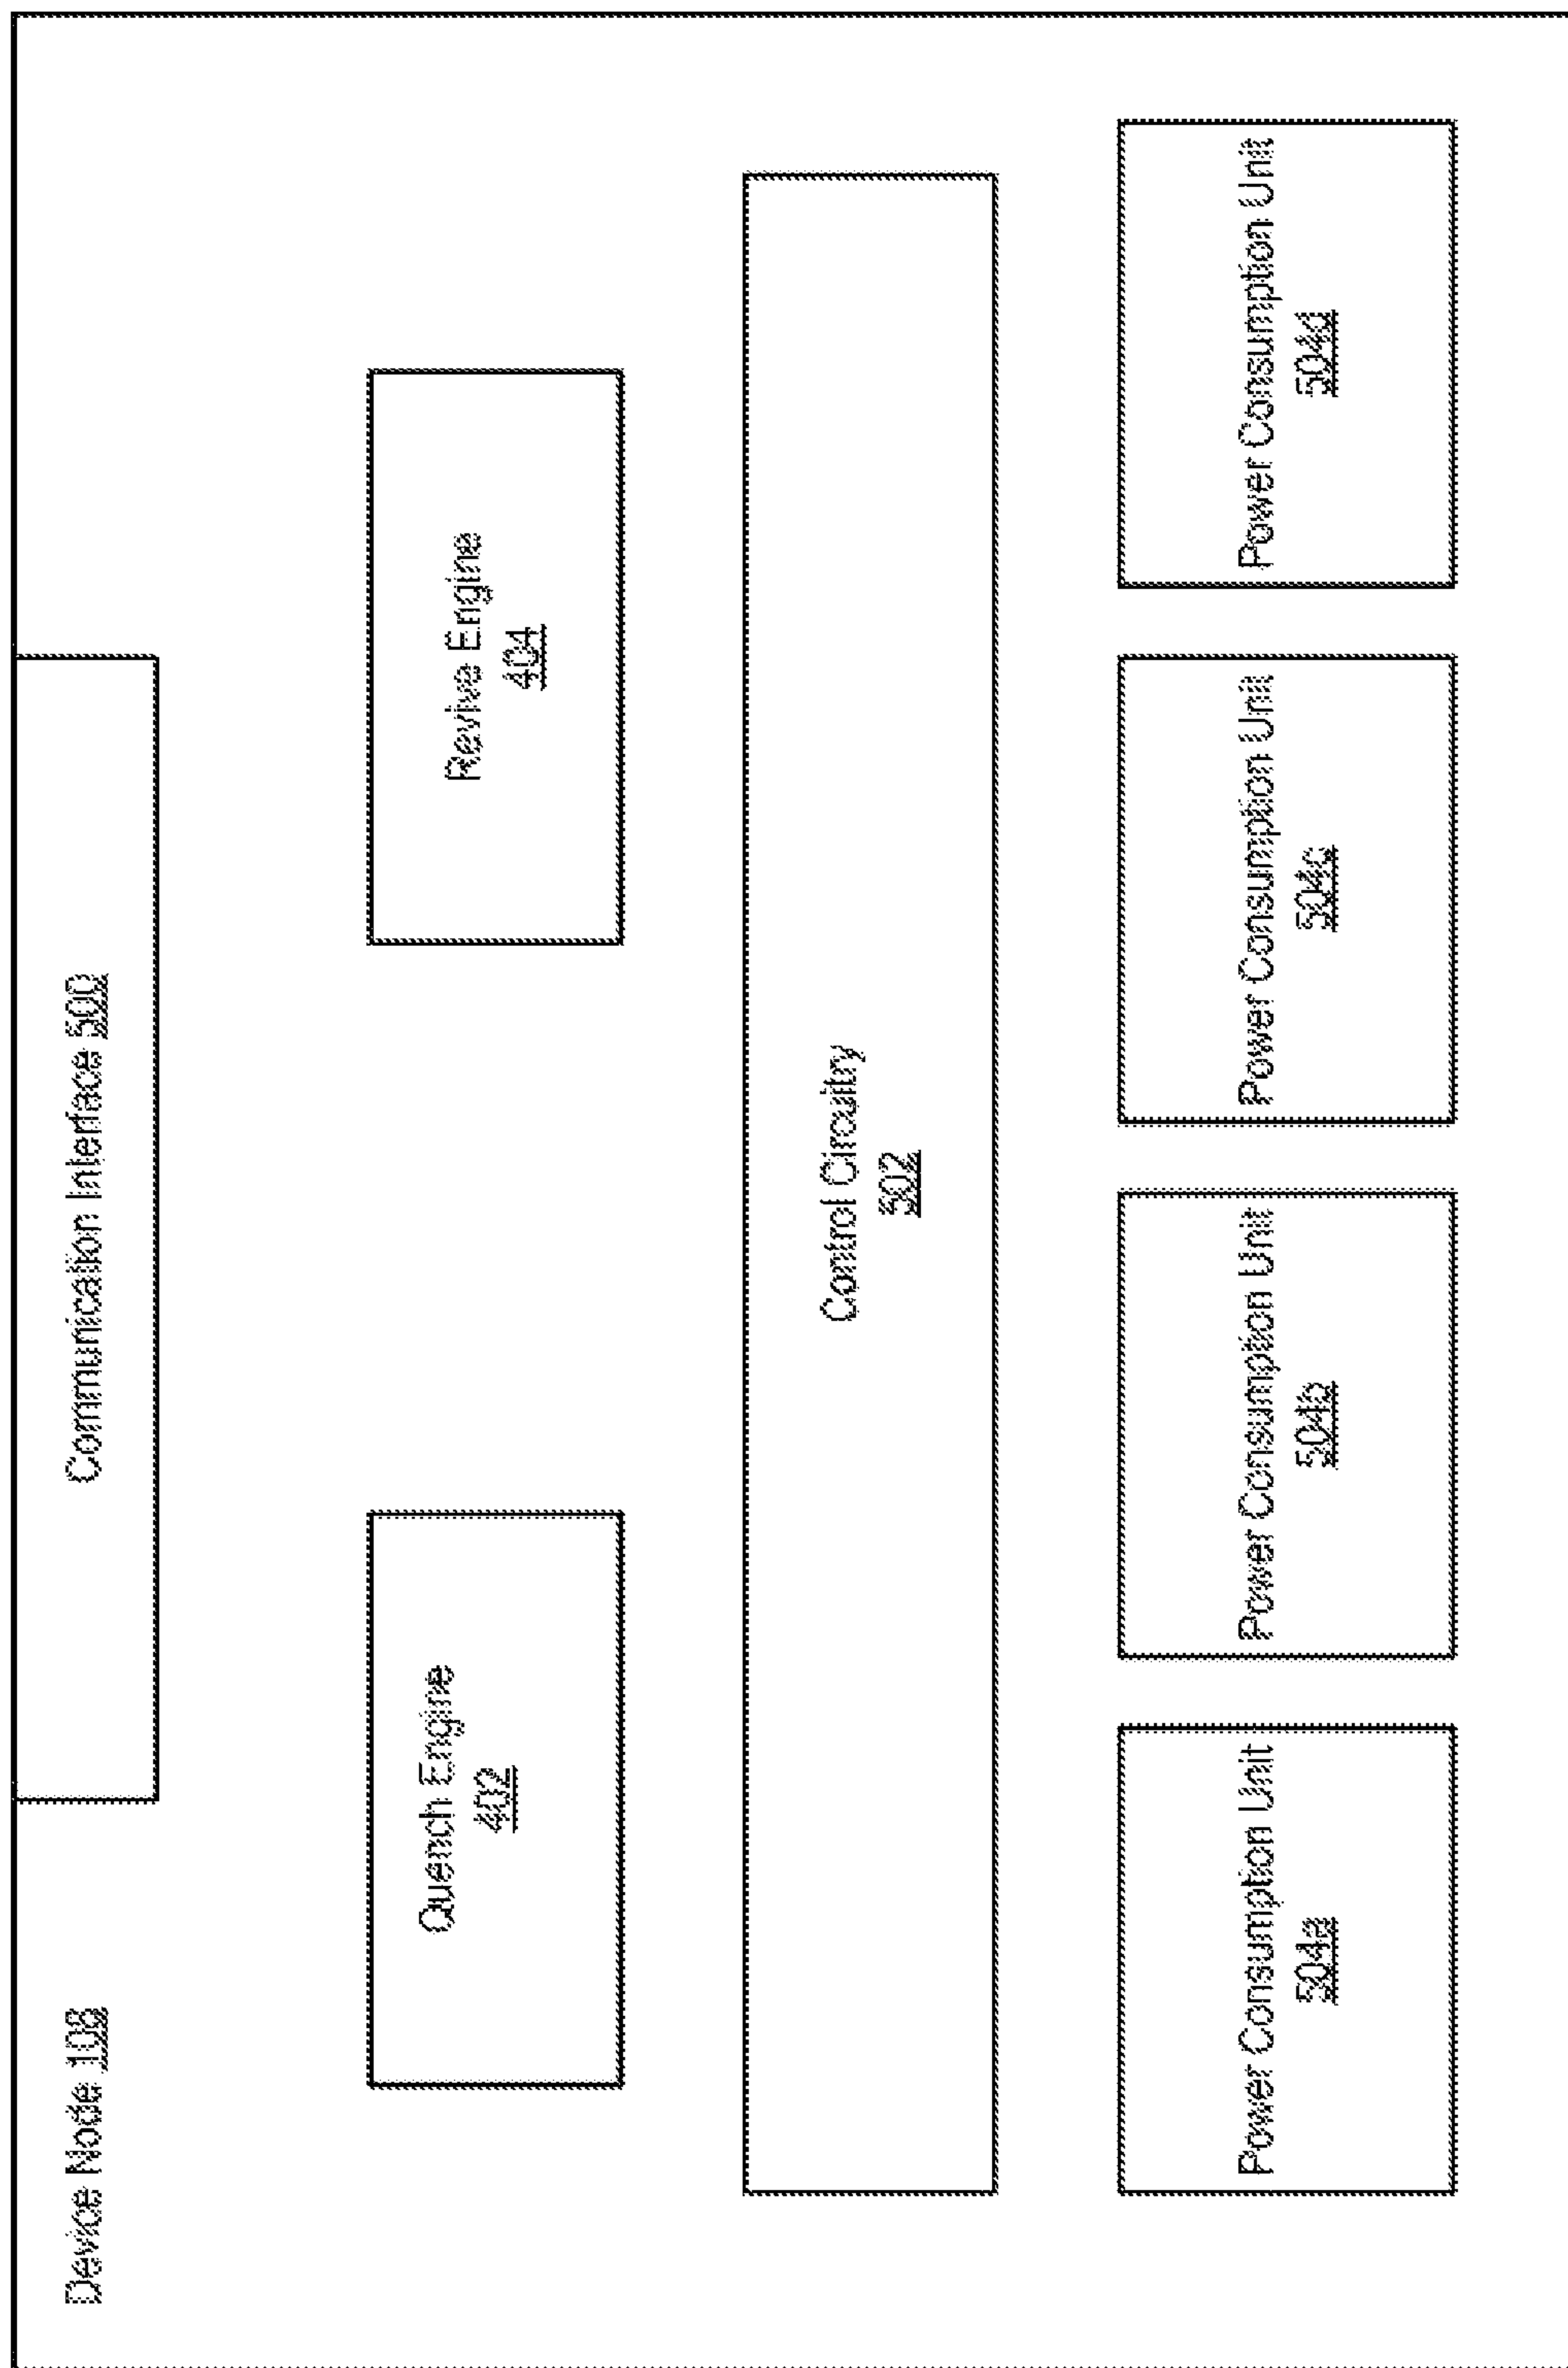 Device Node 108
Communication Interface 500
Quench Engine
402
Revive Engine
404
Control Circuitry
502
Power Consumption Unit
504a
Power Consumption Unit
504b
Power Consumption Unit
504c
Power Consumption Unit
504d